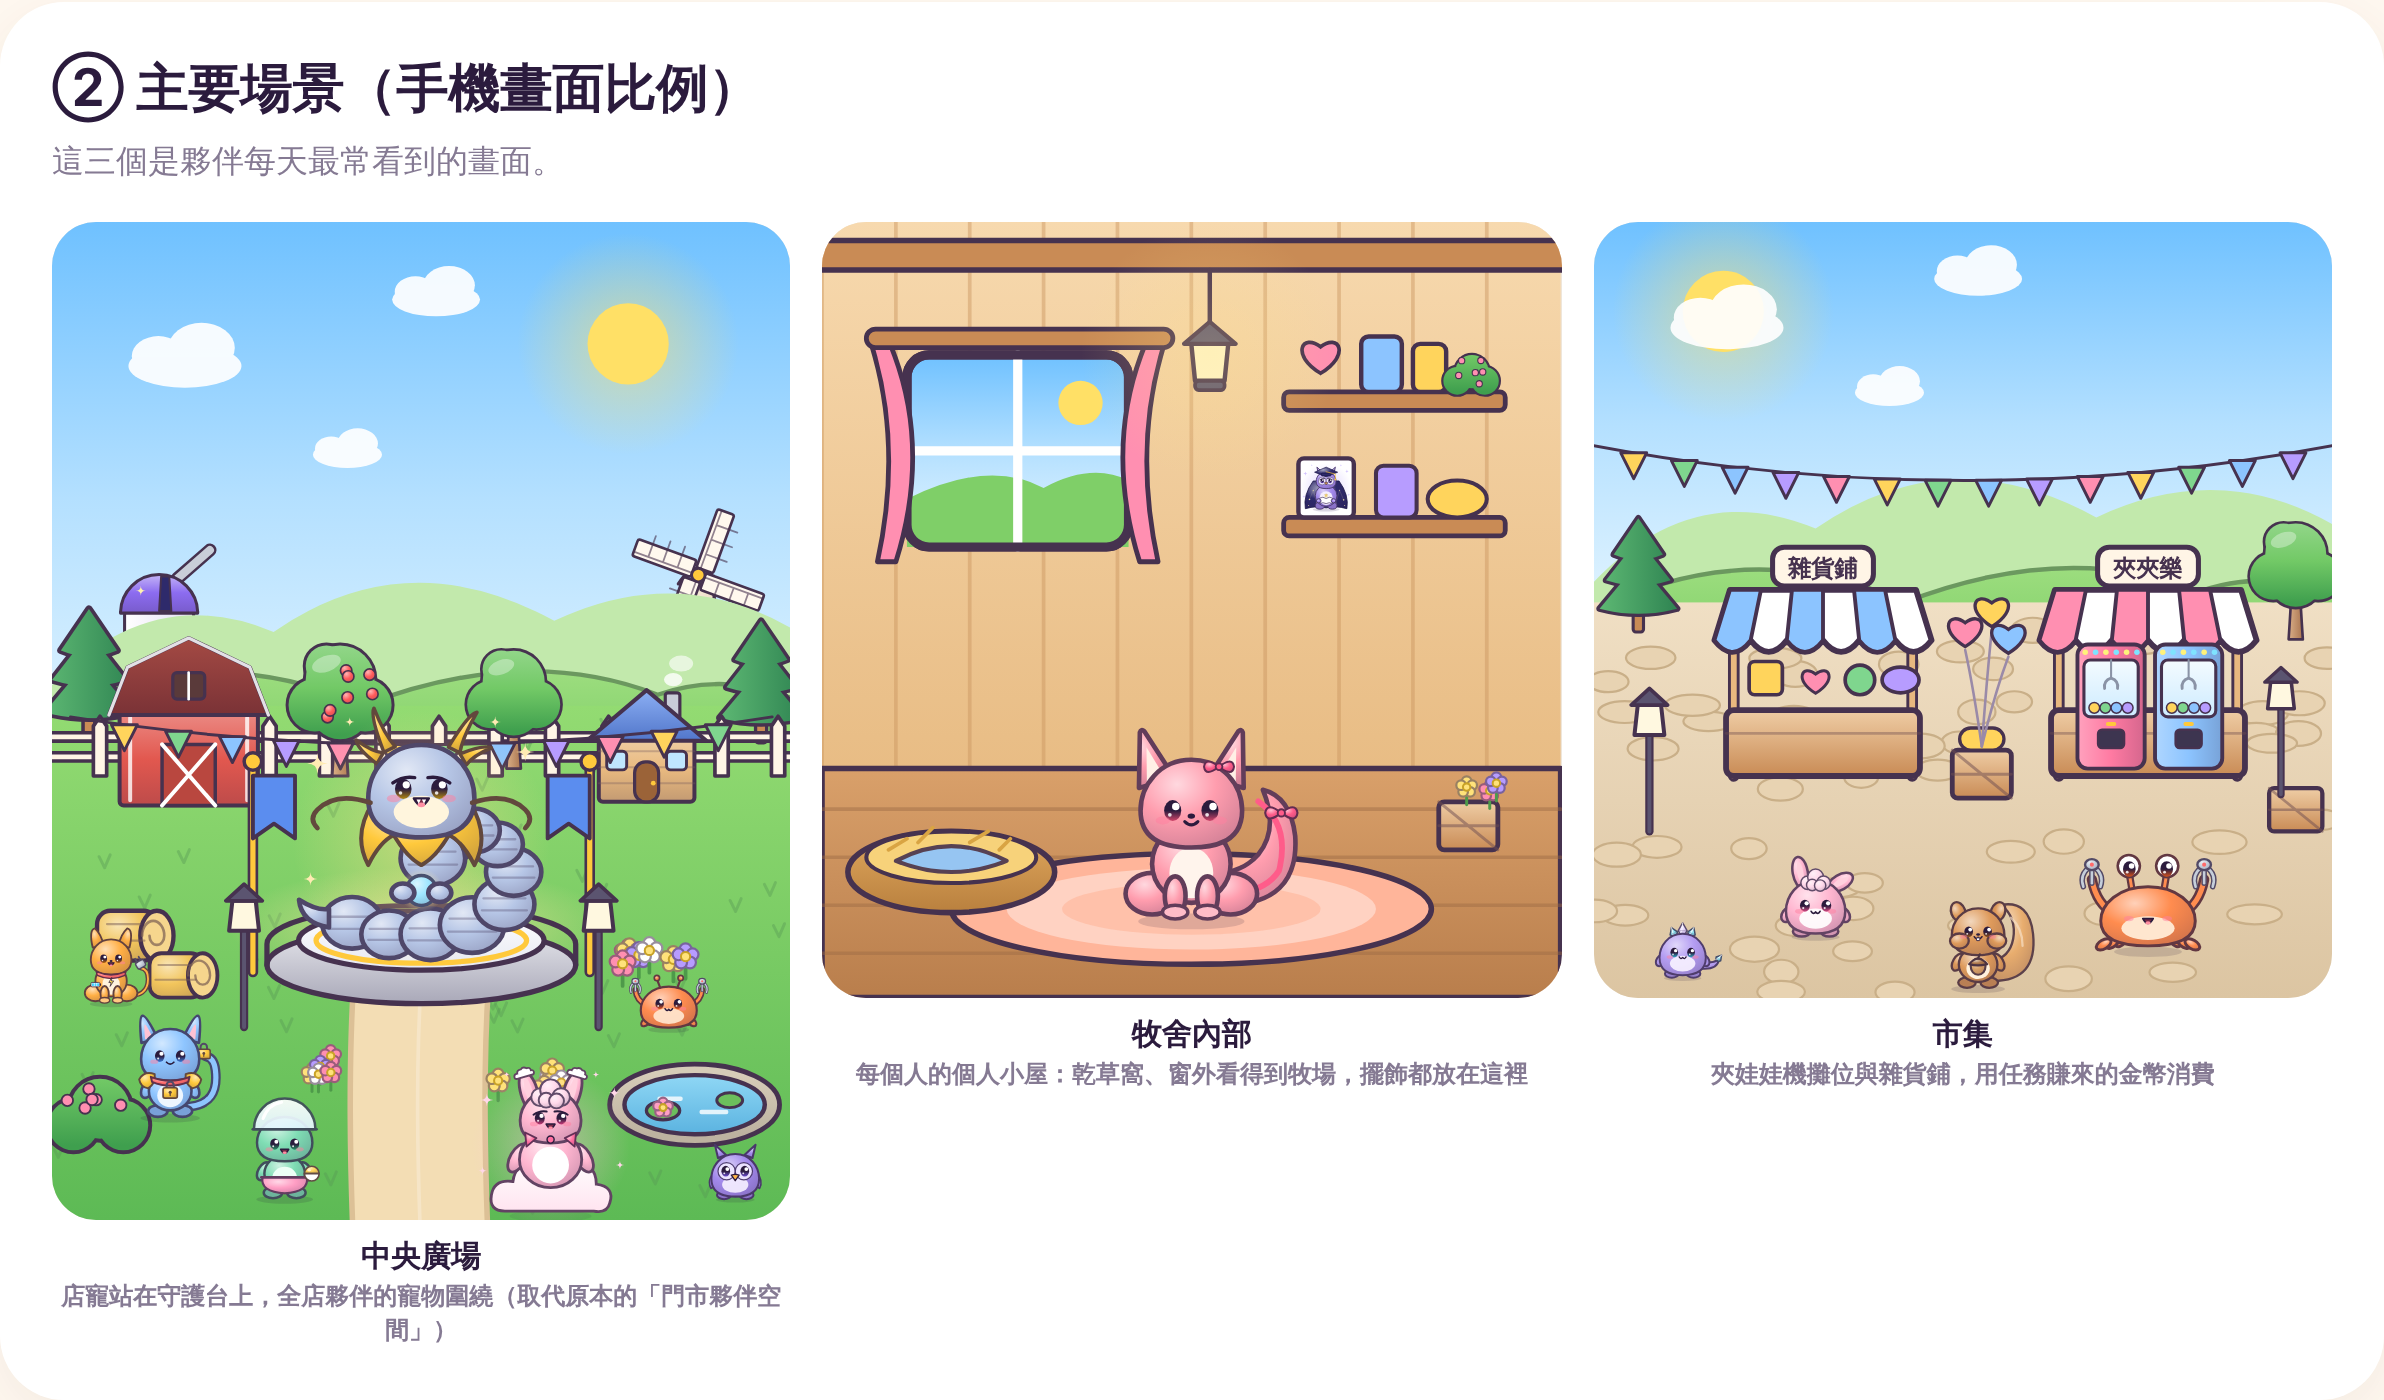 ② 主要場景（手機畫面比例）
這三個是夥伴每天最常看到的畫面。
雜貨鋪
夾夾樂
中央廣場
店寵站在守護台上，全店夥伴的寵物圍繞（取代原本的「門市夥伴空
間」）
牧舍內部
每個人的個人小屋：乾草窩、窗外看得到牧場，擺飾都放在這裡
市集
夾娃娃機攤位與雜貨鋪，用任務賺來的金幣消費